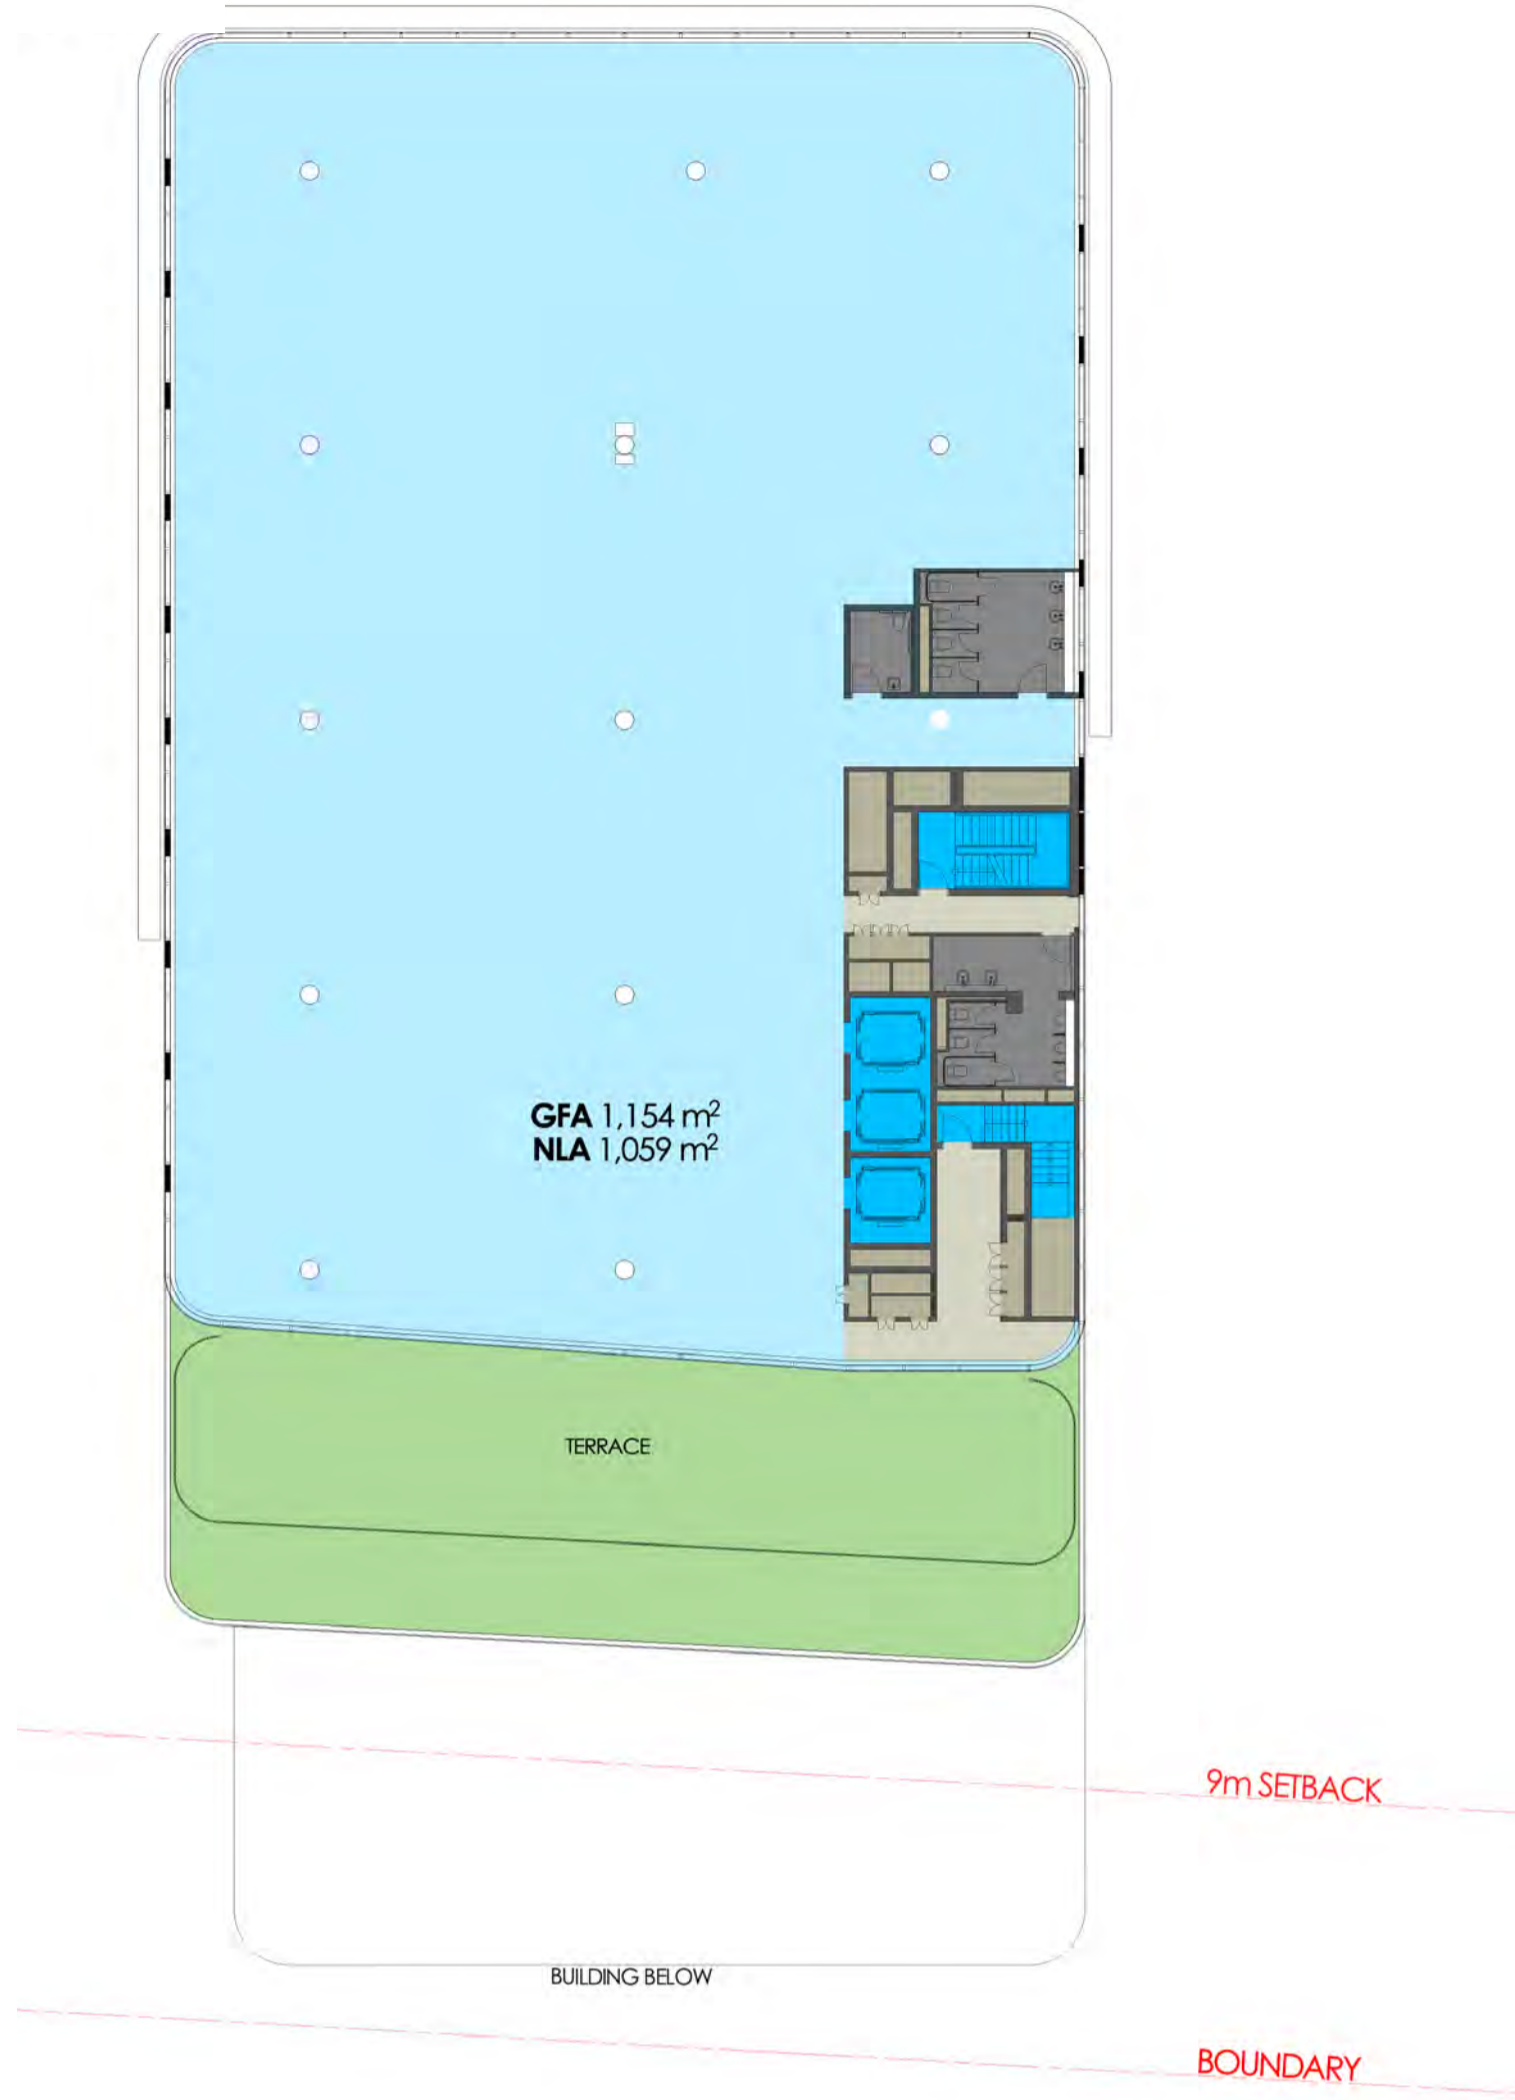 GFA 1,154 m²
NLA 1,059 m²
TERRACE
9m SETBACK
BUILDING BELOW
BOUNDARY